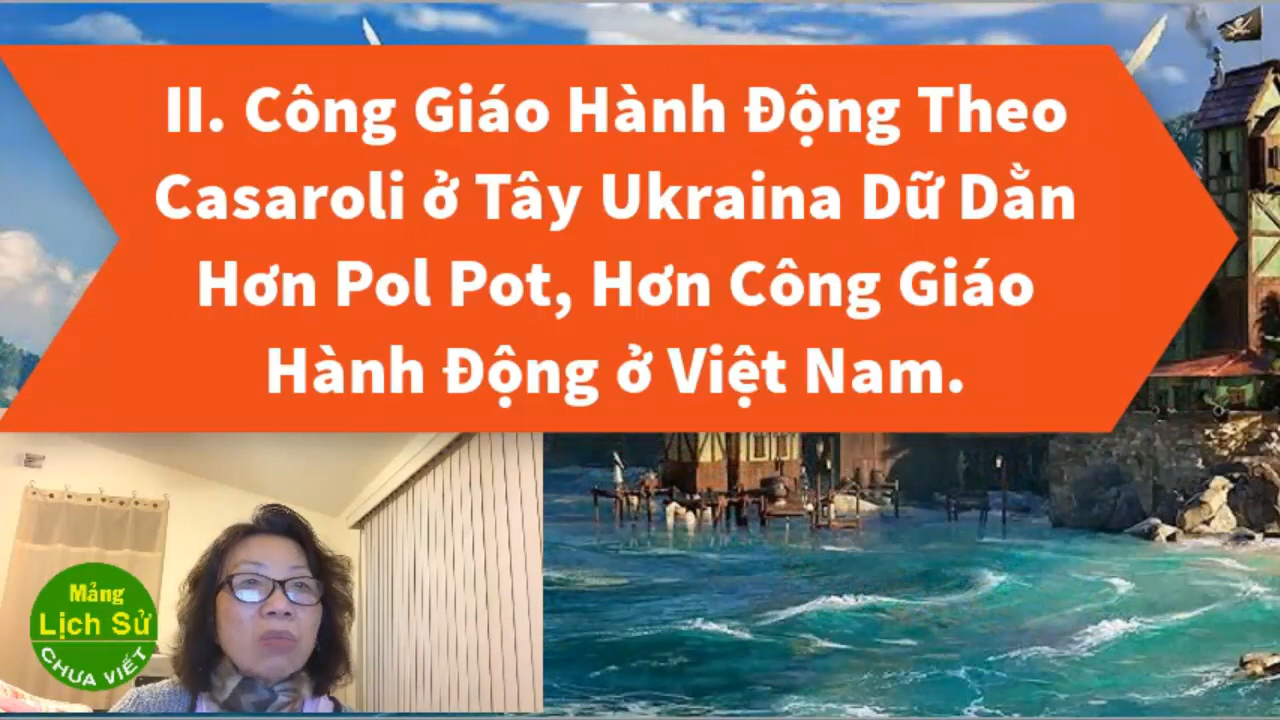 II. Công Giáo Hành Động Theo
Casaroli ở Tây Ukraina Dữ Dằn
Hơn Pol Pot, Hơn Công Giáo
Hành Động ở Việt Nam.
Mảng
Lịch Sử
CHƯA VIẾT